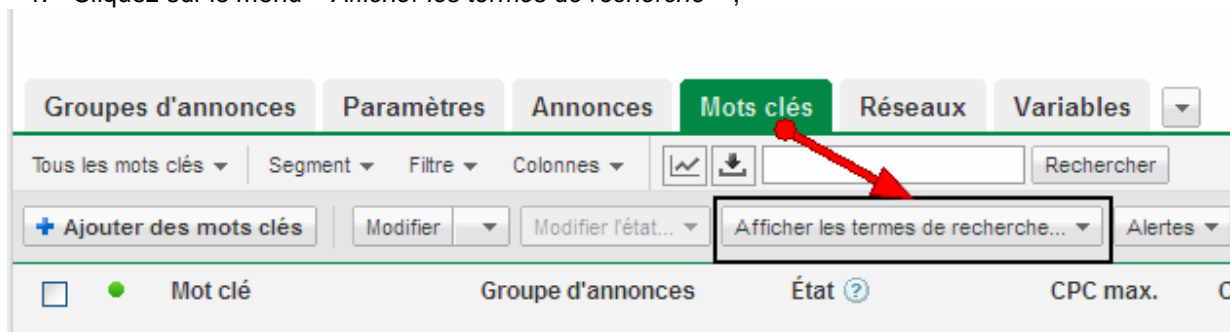 Groupes d'annonces Paramètres Annonces Mots clés Réseaux Variables
Tous les mots clés Segment Filtre Colonnes Rechercher
+ Ajouter des mots clés Modifier Modifier l'état... Afficher les termes de recherche... Alertes
Mot clé Groupe d'annonces État ? CPC max.